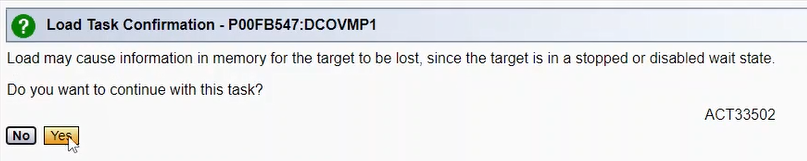 Load Task Confirmation - P00FB547:DCOVMP1
Load may cause information in memory for the target to be lost, since the target is in a stopped or disabled wait state.
Do you want to continue with this task?
ACT33502
No Yes